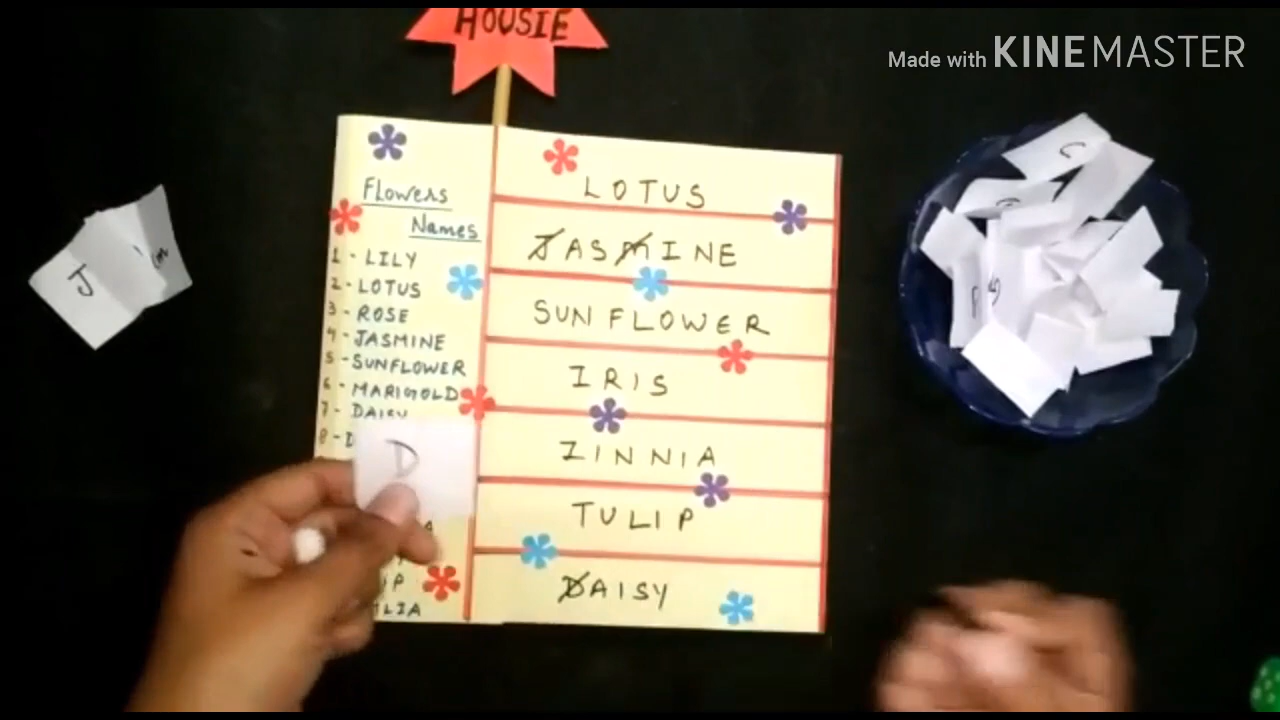 HOUSIE
Made with KINEMASTER
Flowers
Names
1 - LILY
2 - LOTUS
3 - ROSE
4 - JASMINE
5 - SUNFLOWER
6 - MARIGOLD
7 - DAISY
8 - D
LOTUS
JASMINE
SUNFLOWER
IRIS
ZINNIA
TULIP
DAISY
J
m
D
C